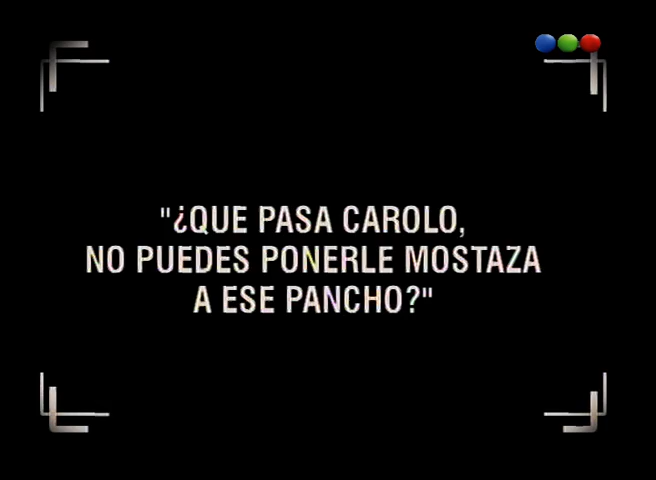 "¿QUE PASA CAROLO,
NO PUEDES PONERLE MOSTAZA
A ESE PANCHO?"